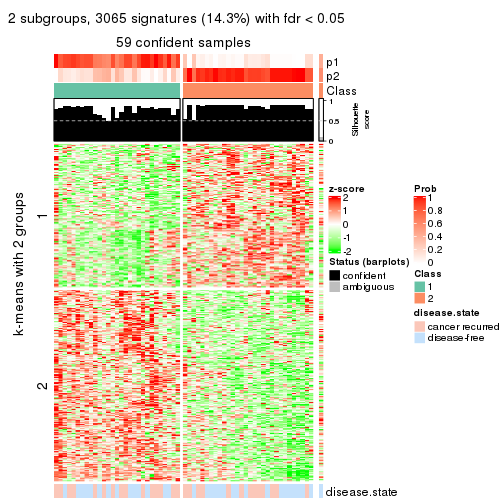 2 subgroups, 3065 signatures (14.3%) with fdr < 0.05
59 confident samples
p1
p2
Class
1
0.5
0
Silhouette
score
k-means with 2 groups
1
2
z-score
2
1
0
-1
-2
Status (barplots)
confident
ambiguous
Prob
1
0.8
0.6
0.4
0.2
0
Class
1
2
disease.state
cancer recurred
disease-free
disease.state